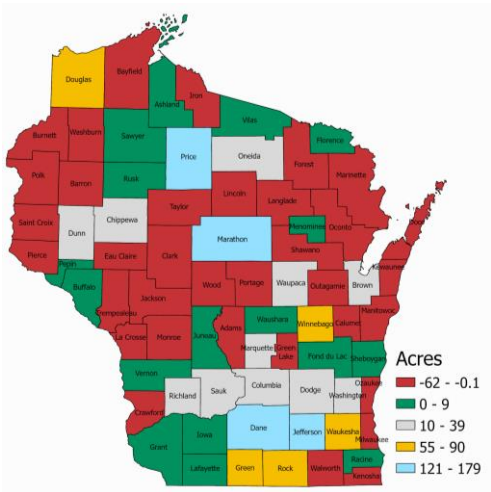 Douglas
Bayfield
Iron
Ashland
Vilas
Florence
Burnett
Washburn
Sawyer
Price
Oneida
Forest
Marinette
Polk
Barron
Rusk
Lincoln
Langlade
Taylor
Chippewa
Saint Croix
Dunn
Marathon
Menominee
Oconto
Door
Pierce
Eau Claire
Clark
Shawano
Pepin
Kewaunee
Buffalo
Trempealeau
Jackson
Wood
Portage
Waupaca
Outagamie
Brown
Manitowoc
La Crosse
Monroe
Juneau
Adams
Waushara
Winnebago
Calumet
Marquette
Green
Lake
Fond du Lac
Sheboygan
Vernon
Richland
Sauk
Columbia
Dodge
Washington
Ozaukee
Crawford
Grant
Iowa
Dane
Jefferson
Waukesha
Milwaukee
Lafayette
Green
Rock
Walworth
Racine
Kenosha
Acres
-62 - -0.1
0 - 9
10 - 39
55 - 90
121 - 179